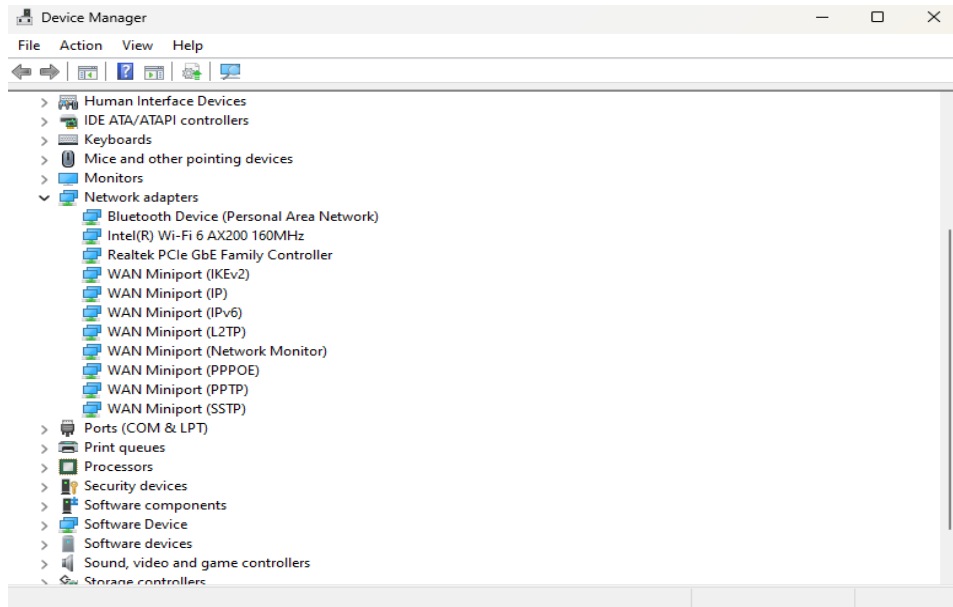 Device Manager
File Action View Help
Human Interface Devices
IDE ATA/ATAPI controllers
Keyboards
Mice and other pointing devices
Monitors
Network adapters
Bluetooth Device (Personal Area Network)
Intel(R) Wi-Fi 6 AX200 160MHz
Realtek PCIe GbE Family Controller
WAN Miniport (IKEv2)
WAN Miniport (IP)
WAN Miniport (IPv6)
WAN Miniport (L2TP)
WAN Miniport (Network Monitor)
WAN Miniport (PPPOE)
WAN Miniport (PPTP)
WAN Miniport (SSTP)
Ports (COM & LPT)
Print queues
Processors
Security devices
Software components
Software Device
Software devices
Sound, video and game controllers
Storage controllers